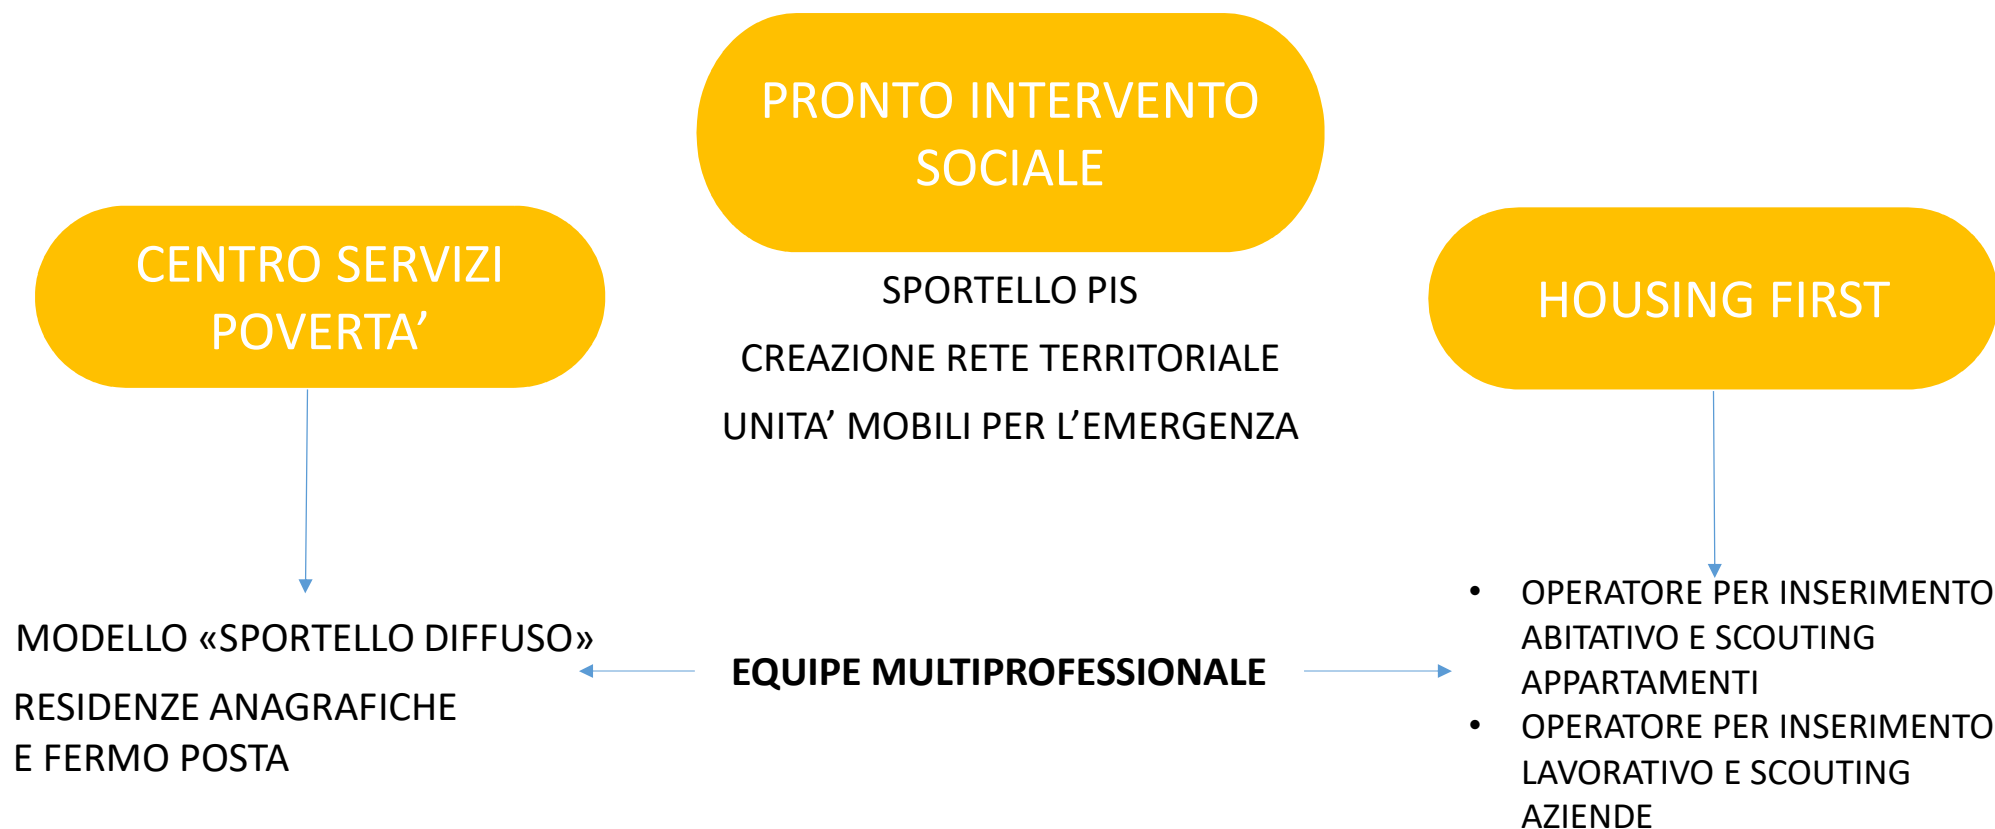 PRONTO INTERVENTO
SOCIALE
CENTRO SERVIZI
POVERTA’
HOUSING FIRST
SPORTELLO PIS
CREAZIONE RETE TERRITORIALE
UNITA’ MOBILI PER L’EMERGENZA
MODELLO «SPORTELLO DIFFUSO»
RESIDENZE ANAGRAFICHE
E FERMO POSTA
EQUIPE MULTIPROFESSIONALE
• OPERATORE PER INSERIMENTO
ABITATIVO E SCOUTING
APPARTAMENTI
• OPERATORE PER INSERIMENTO
LAVORATIVO E SCOUTING
AZIENDE